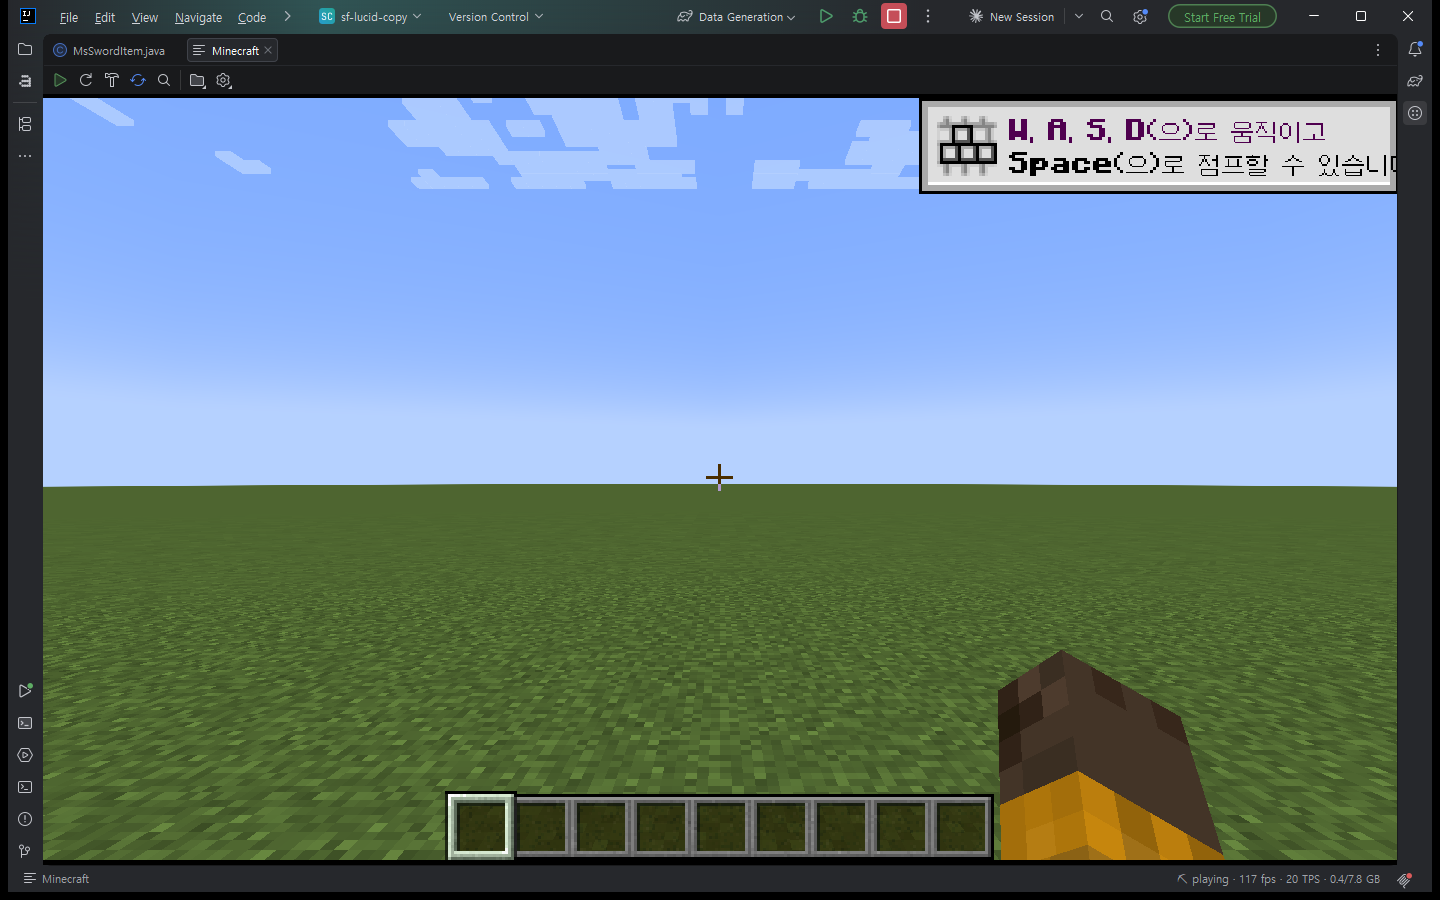 File Edit View Navigate Code SC sf-lucid-copy Version Control Data Generation New Session Start Free Trial
MsSwordItem.java Minecraft
W, A, S, D(으)로 움직이고
Space(으)로 점프할 수 있습니다
Minecraft playing · 117 fps · 20 TPS · 0.4/7.8 GB